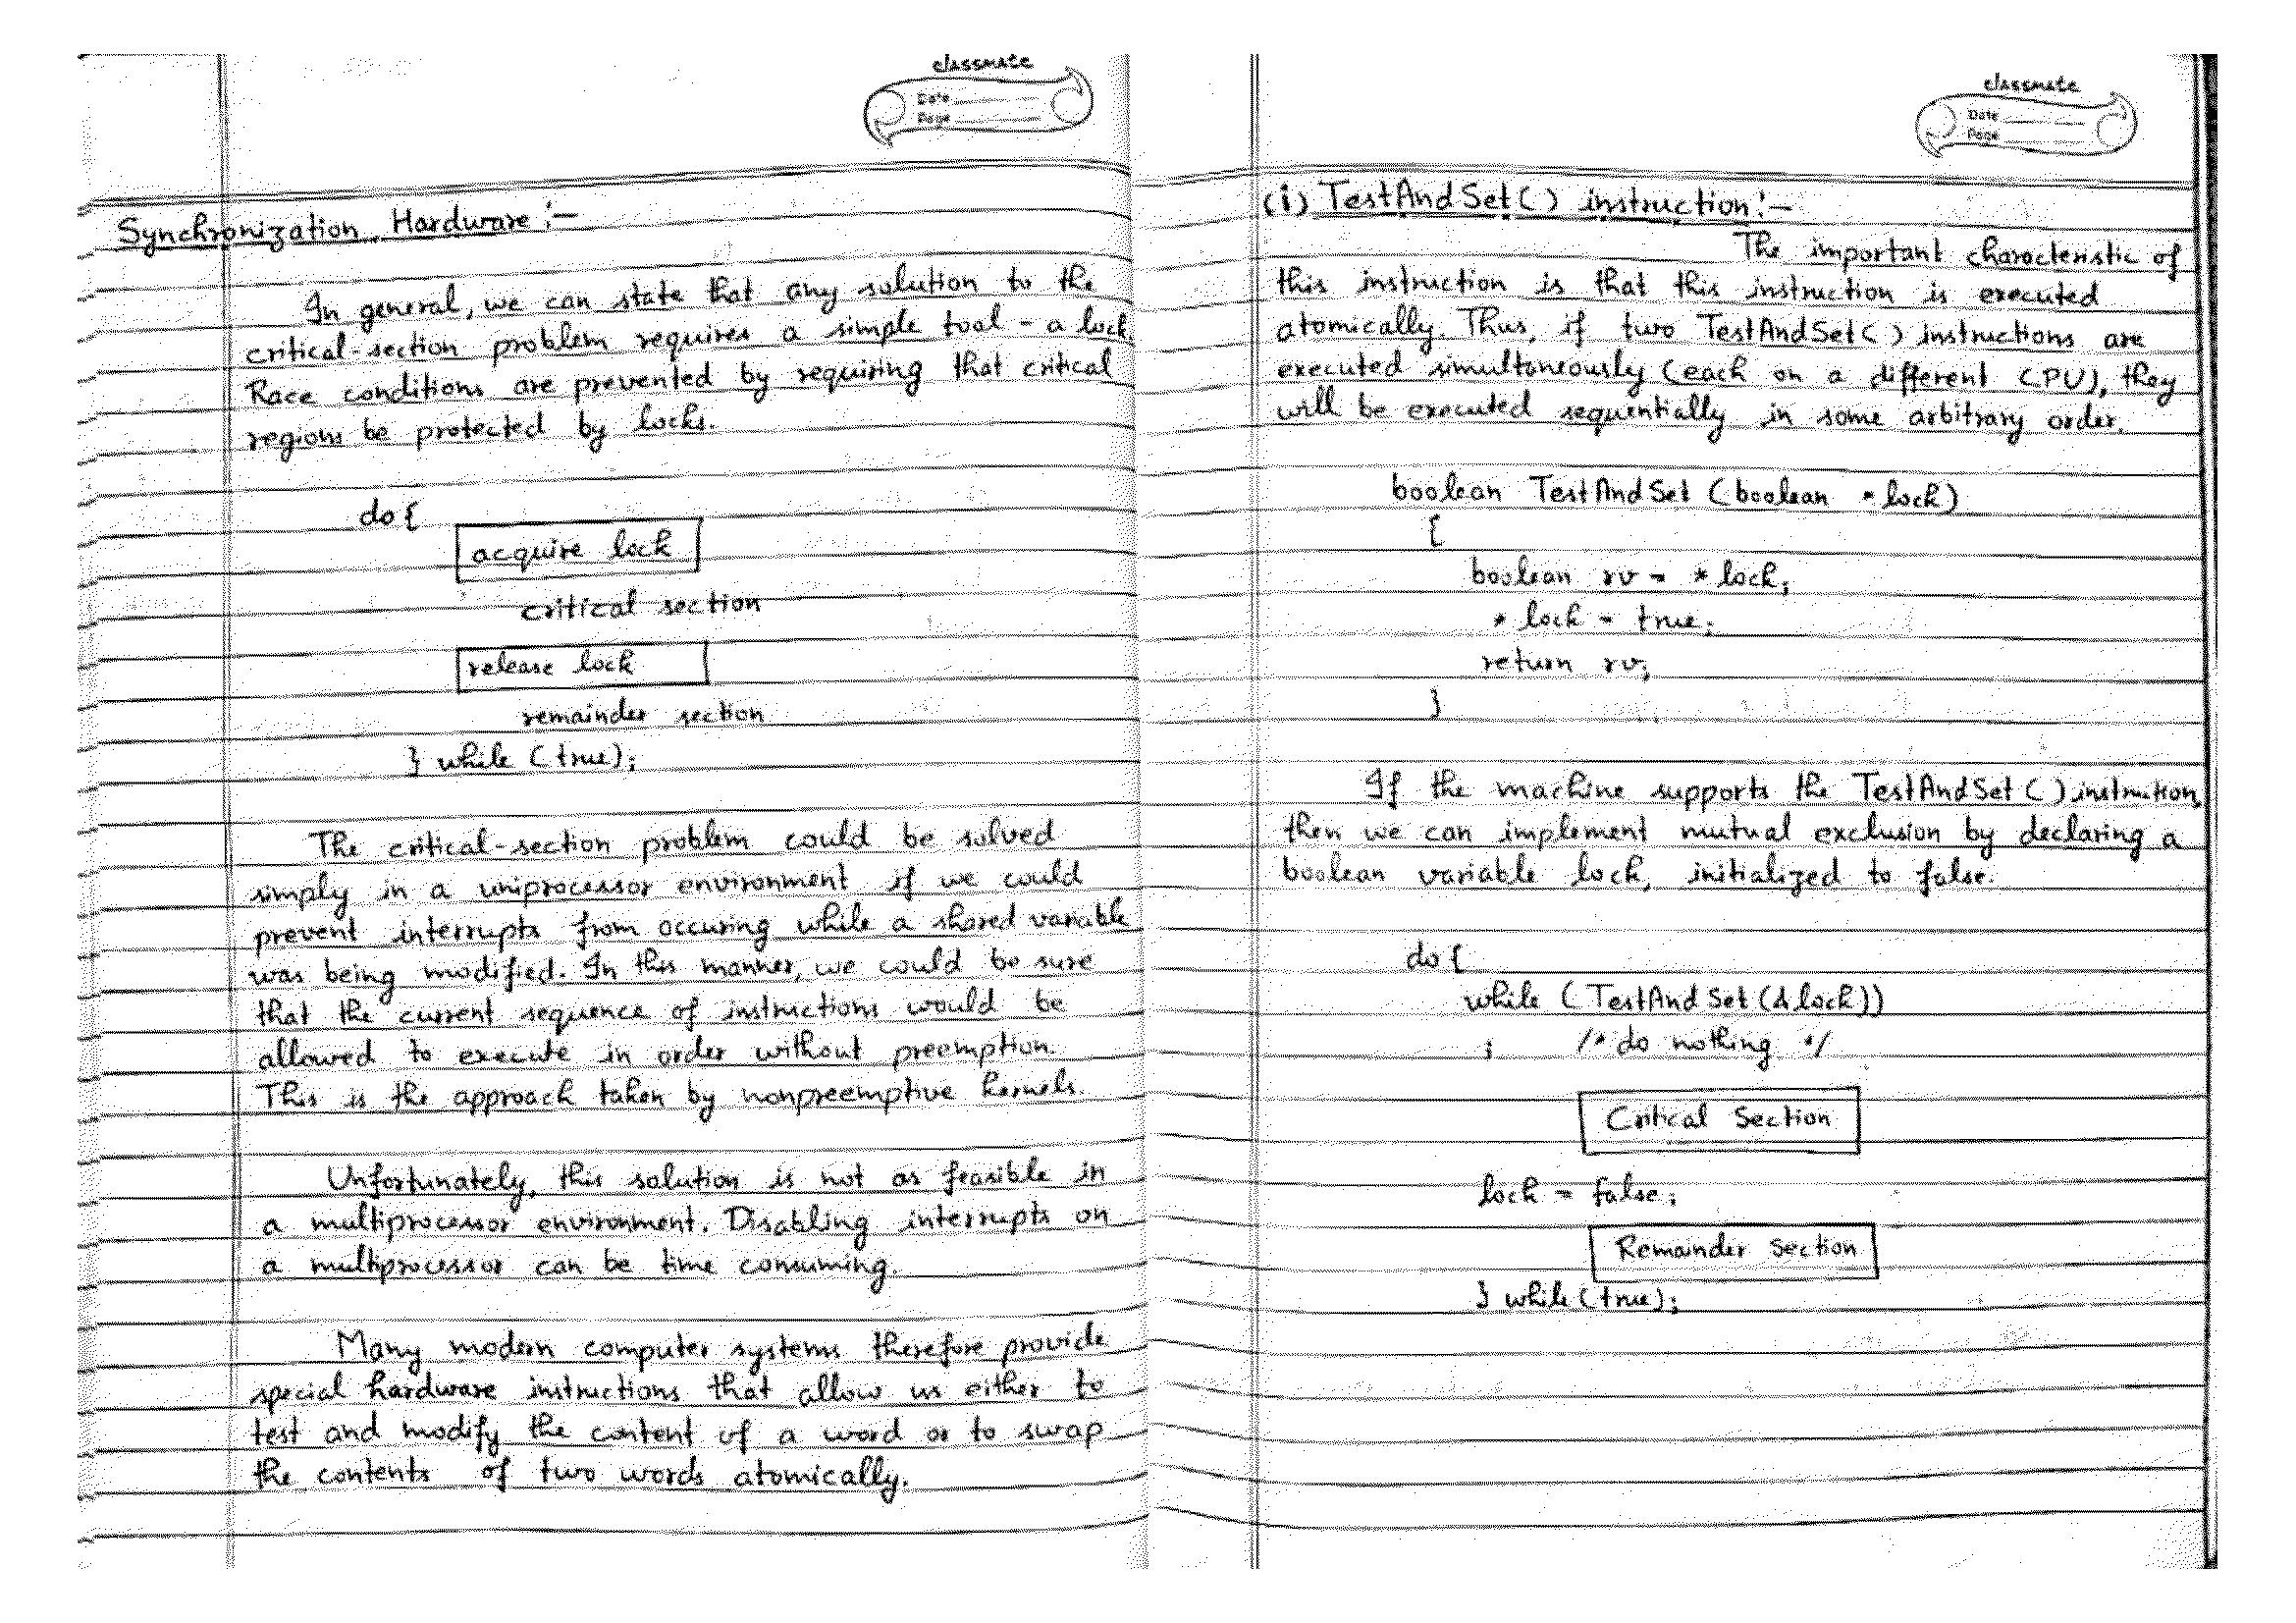 classmate
Date
Page
Synchronization Hardware :-
In general, we can state that any solution to the
critical-section problem requires a simple tool - a lock.
Race conditions are prevented by requiring that critical
regions be protected by locks.
do {
acquire lock
critical section
release lock
remainder section
} while (true);
The critical-section problem could be solved
simply in a uniprocessor environment if we could
prevent interrupts from occuring while a shared variable
was being modified. In this manner, we could be sure
that the current sequence of instructions would be
allowed to execute in order without preemption.
This is the approach taken by nonpreemptive kernels.
Unfortunately, this solution is not as feasible in
a multiprocessor environment. Disabling interrupts on
a multiprocessor can be time consuming.
Many modern computer systems therefore provide
special hardware instructions that allow us either to
test and modify the content of a word or to swap
the contents of two words atomically.
classmate
Date
Page
(i) TestAndSet() instruction :-
The important characteristic of
this instruction is that this instruction is executed
atomically. Thus, if two TestAndSet() instructions are
executed simultaneously (each on a different CPU), they
will be executed sequentially in some arbitrary order.
boolean TestAndSet (boolean *lock)
{
boolean rv = *lock;
*lock = true;
return rv;
}
If the machine supports the TestAndSet() instruction,
then we can implement mutual exclusion by declaring a
boolean variable lock, initialized to false.
do {
while (TestAndSet(&lock))
; /* do nothing */
Critical Section
lock = false;
Remainder Section
} while (true);